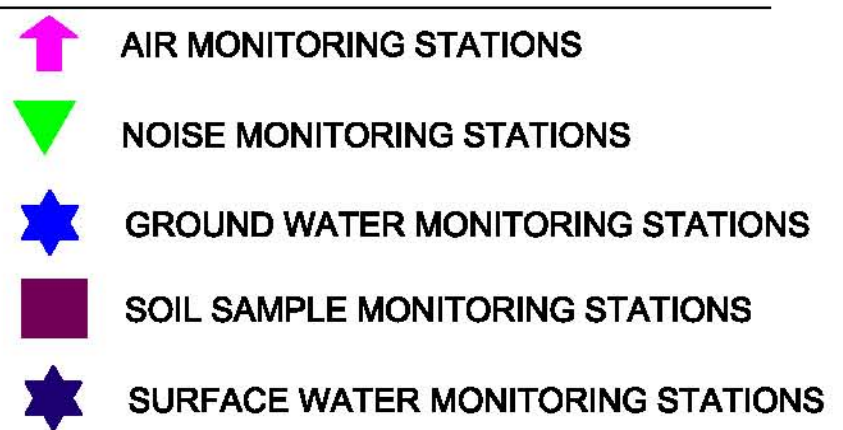 AIR MONITORING STATIONS
NOISE MONITORING STATIONS
GROUND WATER MONITORING STATIONS
SOIL SAMPLE MONITORING STATIONS
SURFACE WATER MONITORING STATIONS